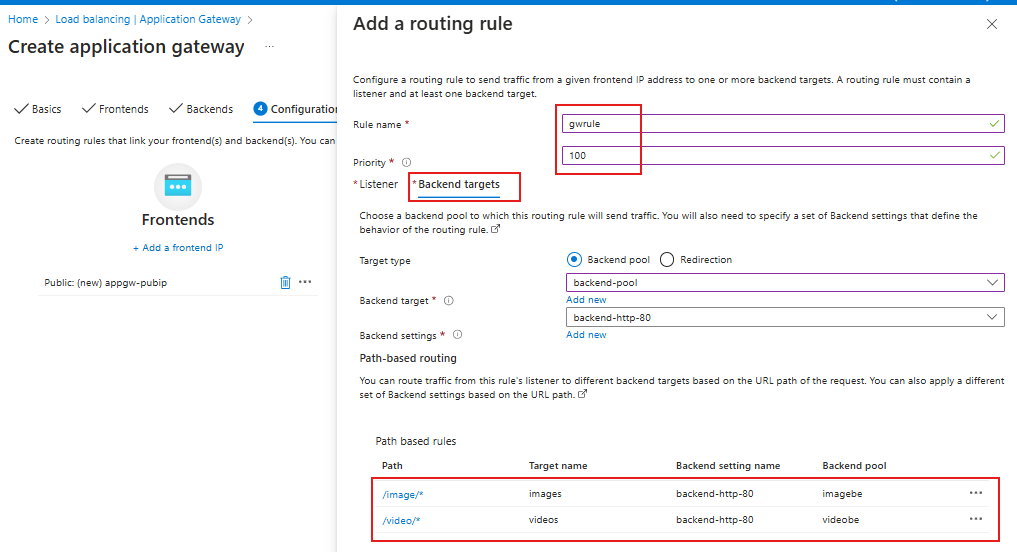 Home > Load balancing | Application Gateway >
Create application gateway ...
Basics Frontends Backends 4 Configuration
Create routing rules that link your frontend(s) and backend(s). You can
Frontends
+ Add a frontend IP
Public: (new) appgw-pubip
Add a routing rule
Configure a routing rule to send traffic from a given frontend IP address to one or more backend targets. A routing rule must contain a
listener and at least one backend target.
Rule name * gwrule
Priority * 100
* Listener * Backend targets
Choose a backend pool to which this routing rule will send traffic. You will also need to specify a set of Backend settings that define the
behavior of the routing rule.
Target type Backend pool Redirection
Backend target * backend-pool
Add new
Backend settings * backend-http-80
Add new
Path-based routing
You can route traffic from this rule's listener to different backend targets based on the URL path of the request. You can also apply a different
set of Backend settings based on the URL path.
Path based rules
Path Target name Backend setting name Backend pool
/image/* images backend-http-80 imagebe
/video/* videos backend-http-80 videobe